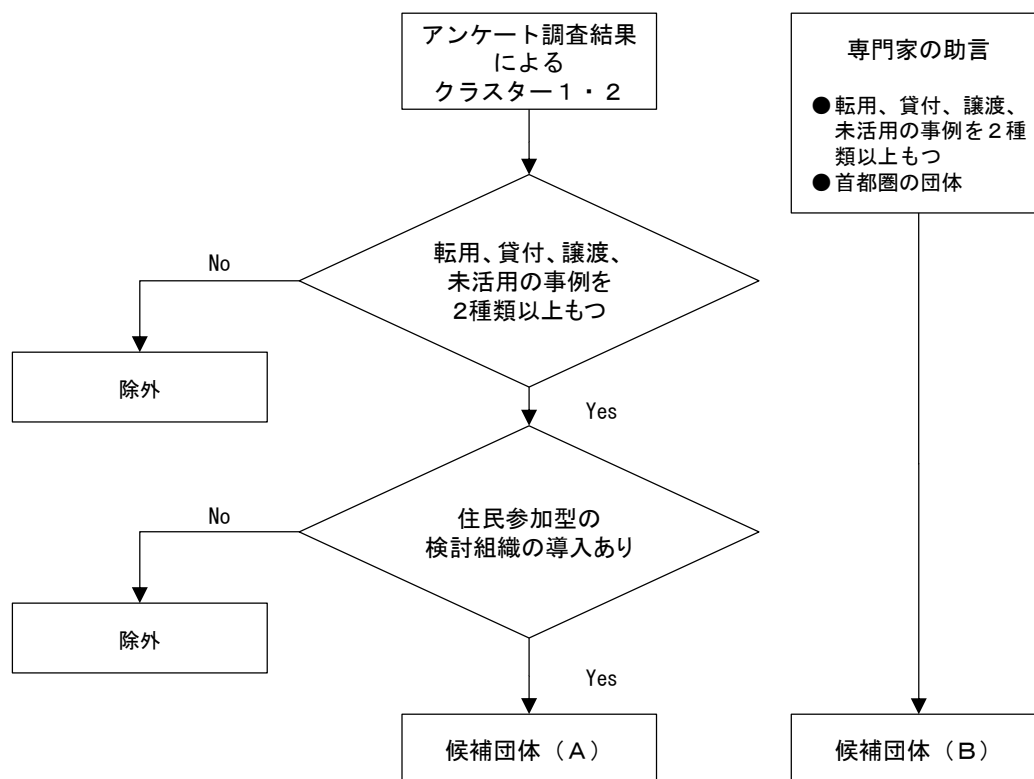 アンケート調査結果
による
クラスター１・２
専門家の助言
●転用、貸付、譲渡、
未活用の事例を２種
類以上もつ
●首都圏の団体
転用、貸付、譲渡、
未活用の事例を
２種類以上もつ
No
除外
Yes
住民参加型の
検討組織の導入あり
No
除外
Yes
候補団体（Ａ）
候補団体（Ｂ）